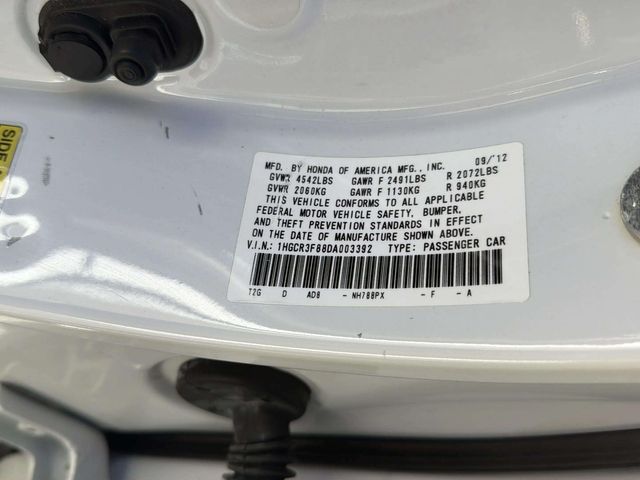 SIDE
MFD. BY HONDA OF AMERICA MFG., INC. 09/'12
GVWR 4542LBS GAWR F 2491LBS R 2072LBS
GVWR 2060KG GAWR F 1130KG R 940KG
THIS VEHICLE CONFORMS TO ALL APPLICABLE
FEDERAL MOTOR VEHICLE SAFETY, BUMPER,
AND THEFT PREVENTION STANDARDS IN EFFECT
ON THE DATE OF MANUFACTURE SHOWN ABOVE.
V.I.N: 1HGCR3F88DA003392 TYPE: PASSENGER CAR
T2G D AD8 - NH788PX - F - A